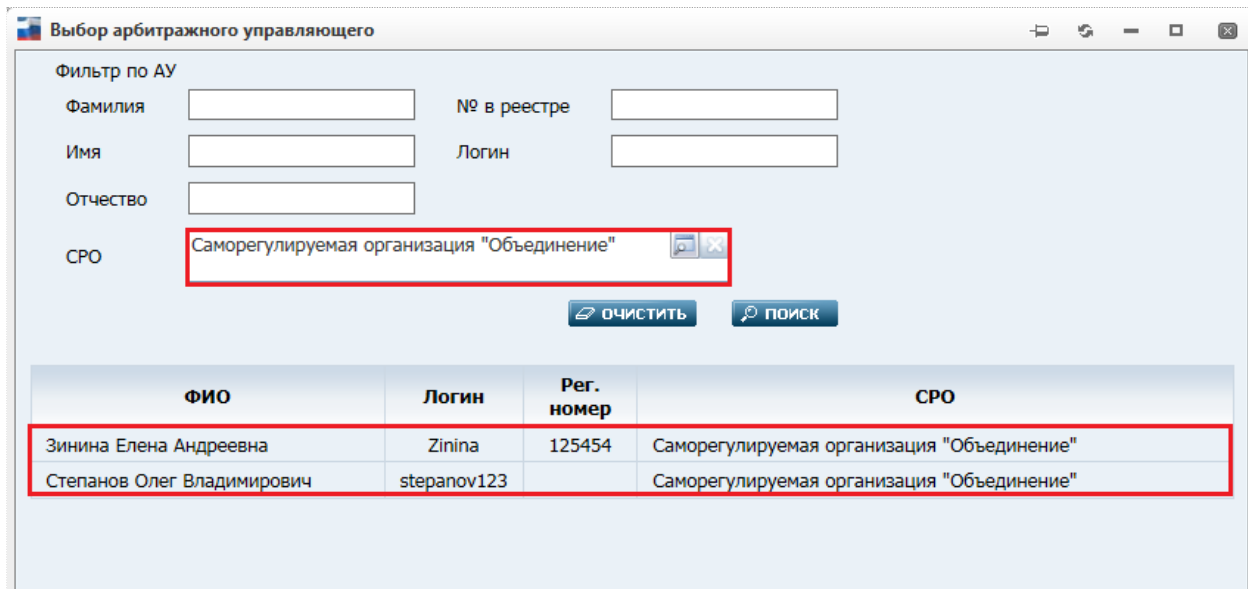 Выбор арбитражного управляющего
Фильтр по АУ
Фамилия № в реестре
Имя Логин
Отчество
СРО Саморегулируемая организация "Объединение"
ОЧИСТИТЬ ПОИСК
ФИО Логин Рег. номер СРО
Зинина Елена Андреевна Zinina 125454 Саморегулируемая организация "Объединение"
Степанов Олег Владимирович stepanov123 Саморегулируемая организация "Объединение"